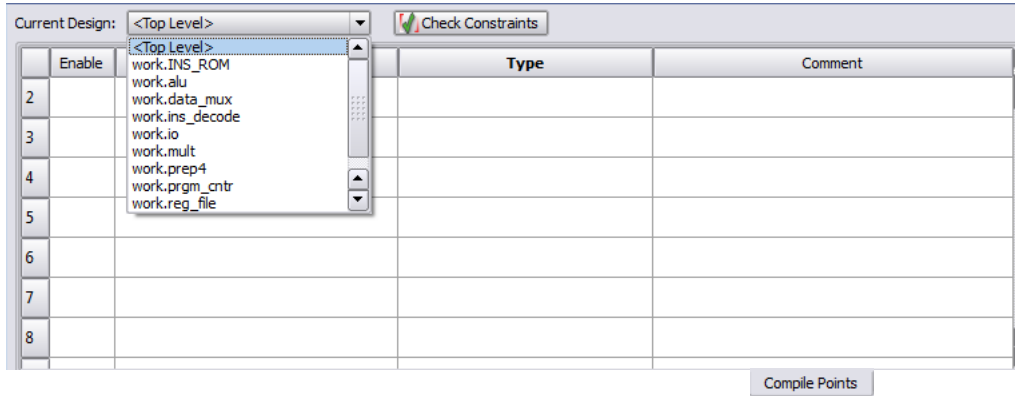 Current Design: <Top Level> Check Constraints
<Top Level>
Enable Type Comment
work.INS_ROM
work.alu
2
work.data_mux
work.ins_decode
work.io
3
work.mult
work.prep4
4
work.prgm_cntr
work.reg_file
5
6
7
8
Compile Points